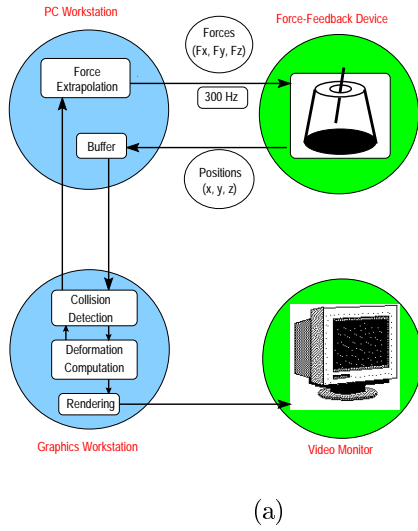 PC Workstation
Forces
(Fx, Fy, Fz)
Force-Feedback Device
Force
Extrapolation
300 Hz
Buffer
Positions
(x, y, z)
Collision
Detection
Deformation
Computation
Rendering
Graphics Workstation
Video Monitor
(a)